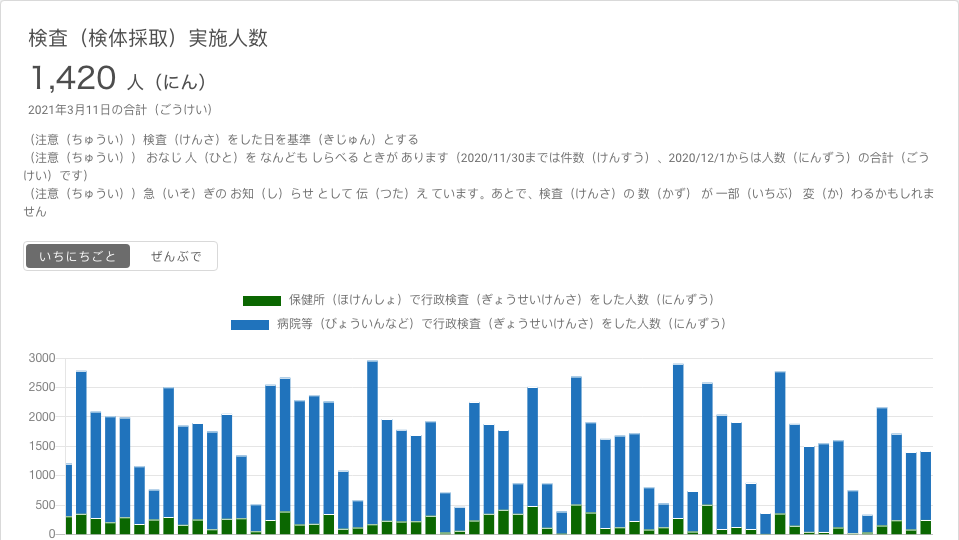 検査（検体採取）実施人数
1,420 人（にん）
2021年3月11日の合計（ごうけい）
（注意（ちゅうい））検査（けんさ）をした日を基準（きじゅん）とする
（注意（ちゅうい）） おなじ 人（ひと）を なんども しらべる ときが あります（2020/11/30までは件数（けんすう）、2020/12/1からは人数（にんずう）の合計（ごう
けい）です）
（注意（ちゅうい））急（いそ）ぎの お知（し）らせ として 伝（つた）え ています。あとで、検査（けんさ）の 数（かず） が 一部（いちぶ） 変（か）わるかもしれま
せん
いちにちごと ぜんぶで
保健所（ほけんしょ）で行政検査（ぎょうせいけんさ）をした人数（にんずう）
病院等（びょういんなど）で行政検査（ぎょうせいけんさ）をした人数（にんずう）
3000
2500
2000
1500
1000
500
0